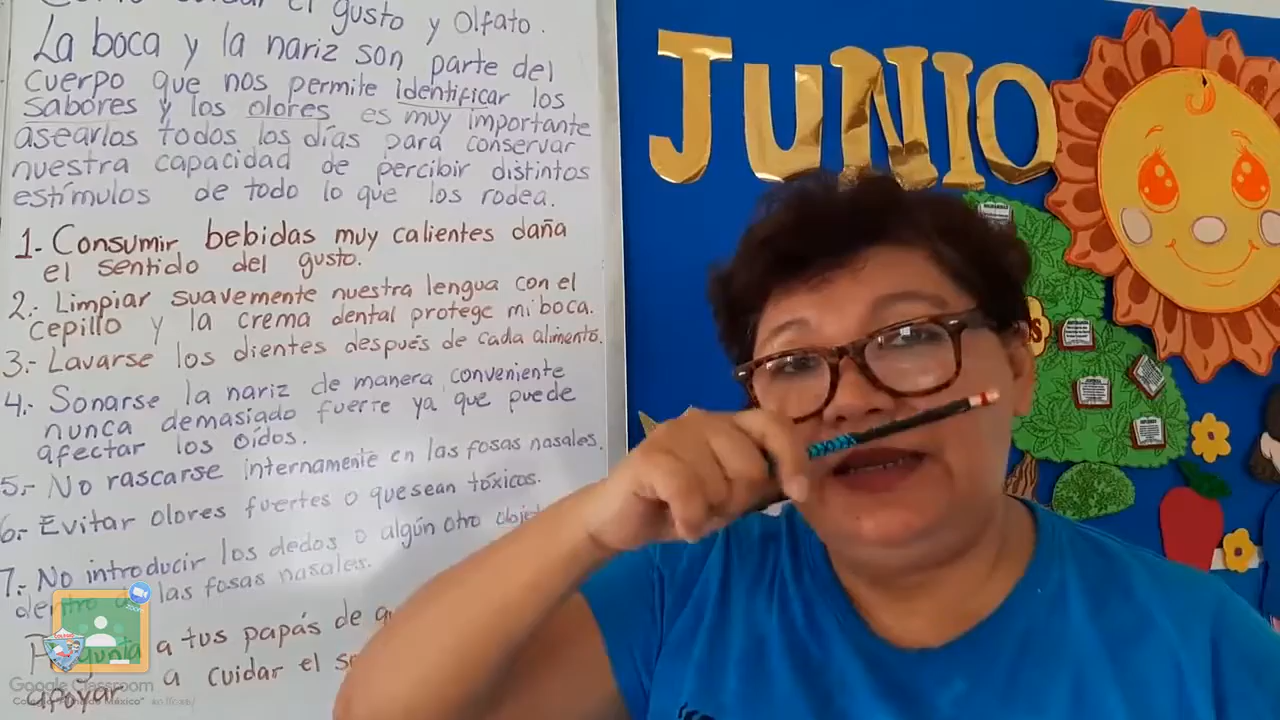 gusto y Olfato.
La boca y la nariz son parte del
cuerpo que nos permite identificar los
sabores y los olores es muy importante
asearlos todos los días para conservar
nuestra capacidad de percibir distintos
estímulos de todo lo que los rodea.
1.- Consumir bebidas muy calientes daña
el sentido del gusto.
2.- Limpiar suavemente nuestra lengua con el
cepillo y la crema dental protege mi boca.
3.- Lavarse los dientes después de cada alimento.
4.- Sonarse la nariz de manera conveniente
nunca demasiado fuerte ya que puede
afectar los oídos.
5.- No rascarse internamente en las fosas nasales.
6.- Evitar olores fuertes o que sean tóxicos.
7.- No introducir los dedos o algún otro
dentro de las fosas nasales.
Pregunta a tus papás de
apoyar a cuidar el
JUNIO
zoom
Google Classroom